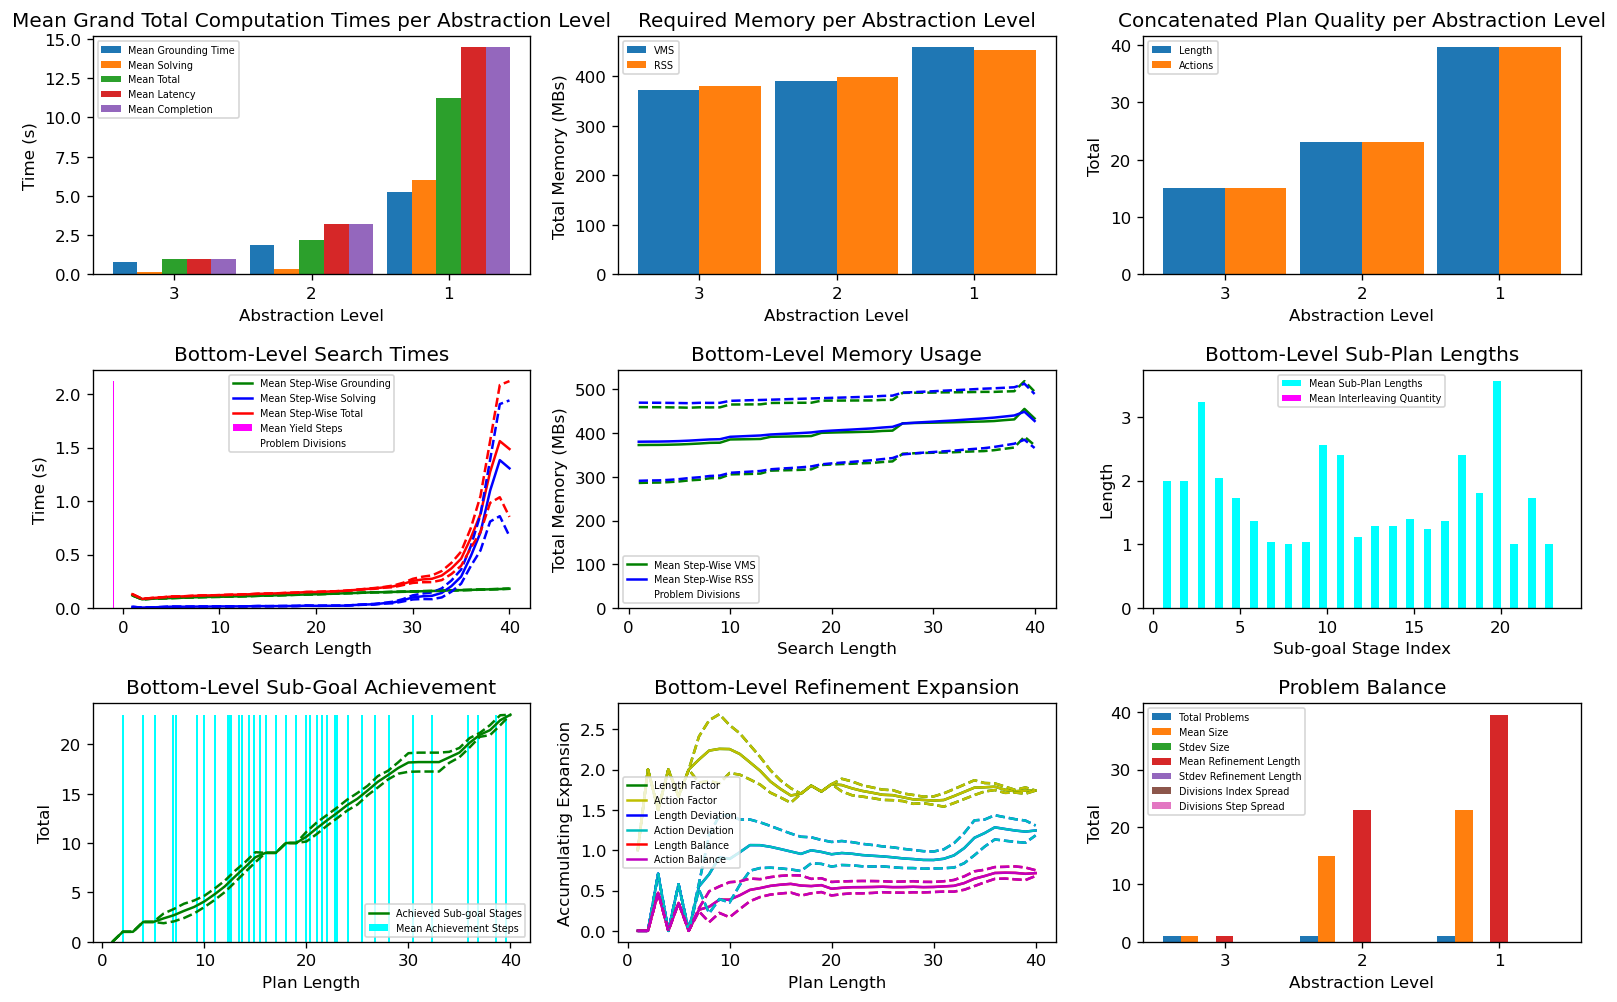 Mean Grand Total Computation Times per Abstraction Level
Time (s)
15.0
12.5
10.0
7.5
5.0
2.5
0.0
Mean Grounding Time
Mean Solving
Mean Total
Mean Latency
Mean Completion
3 2 1
Abstraction Level
Required Memory per Abstraction Level
Total Memory (MBs)
400
300
200
100
0
VMS
RSS
3 2 1
Abstraction Level
Concatenated Plan Quality per Abstraction Level
Total
40
30
20
10
0
Length
Actions
3 2 1
Abstraction Level
Bottom-Level Search Times
Time (s)
2.0
1.5
1.0
0.5
0.0
Mean Step-Wise Grounding
Mean Step-Wise Solving
Mean Step-Wise Total
Mean Yield Steps
Problem Divisions
0 10 20 30 40
Search Length
Bottom-Level Memory Usage
Total Memory (MBs)
500
400
300
200
100
0
Mean Step-Wise VMS
Mean Step-Wise RSS
Problem Divisions
0 10 20 30 40
Search Length
Bottom-Level Sub-Plan Lengths
Length
3
2
1
0
Mean Sub-Plan Lengths
Mean Interleaving Quantity
0 5 10 15 20
Sub-goal Stage Index
Bottom-Level Sub-Goal Achievement
Total
20
15
10
5
0
Achieved Sub-goal Stages
Mean Achievement Steps
0 10 20 30 40
Plan Length
Bottom-Level Refinement Expansion
Accumulating Expansion
2.5
2.0
1.5
1.0
0.5
0.0
Length Factor
Action Factor
Length Deviation
Action Deviation
Length Balance
Action Balance
0 10 20 30 40
Plan Length
Problem Balance
Total
40
30
20
10
0
Total Problems
Mean Size
Stdev Size
Mean Refinement Length
Stdev Refinement Length
Divisions Index Spread
Divisions Step Spread
3 2 1
Abstraction Level